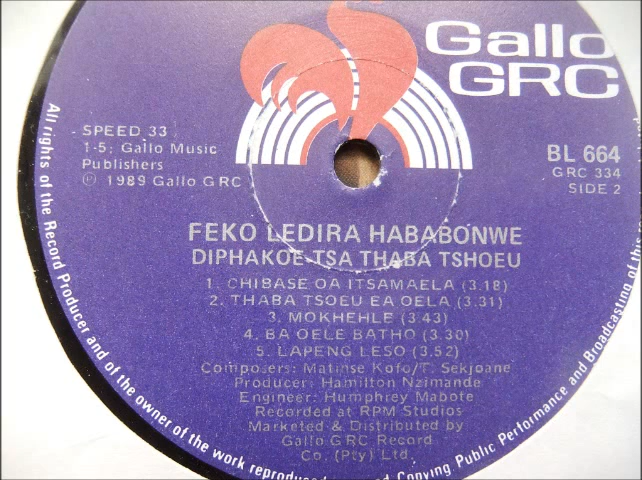 Gallo
GRC
SPEED 33
1-5; Gallo Music
Publishers
℗ 1989 Gallo GRC
BL 664
GRC 334
SIDE 2
FEKO LEDIRA HABABONWE
DIPHAKOE TSA THABA TSHOEU
1. CHIBASE OA ITSAMAELA (3.18)
2. THABA TSOEU EA OELA (3.31)
3. MOKHEHLE (3.43)
4. BA OELE BATHO (3.30)
5. LAPENG LESO (3.52)
Composers: Matinse Kofo/T. Sekjoane
Producer: Hamilton Nzimande
Engineer: Humphrey Mabote
Recorded at RPM Studios
Marketed & Distributed by
Gallo GRC Record
Co. (Pty) Ltd.
All rights of the Record Producer and of the owner of the work reproduced Copying Public Performance and Broadcasting of this